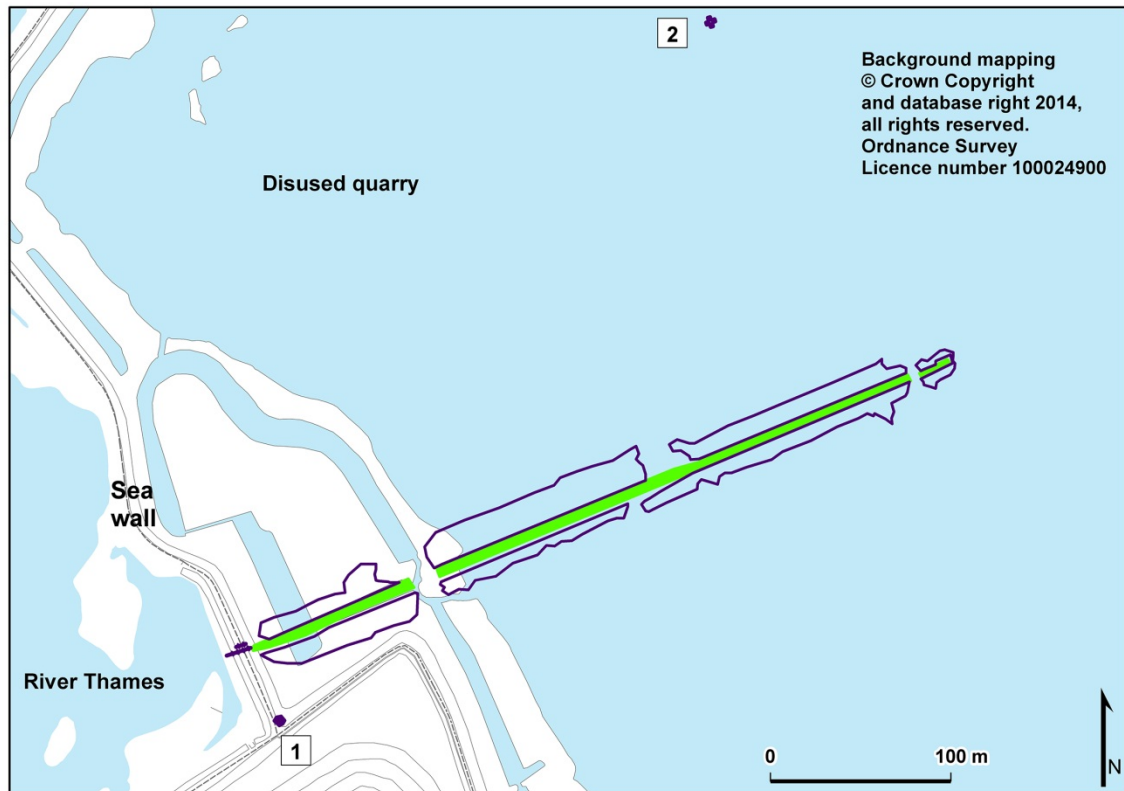 2
Background mapping
© Crown Copyright
and database right 2014,
all rights reserved.
Ordnance Survey
Licence number 100024900
Disused quarry
Sea
wall
River Thames
1
0 100 m
N